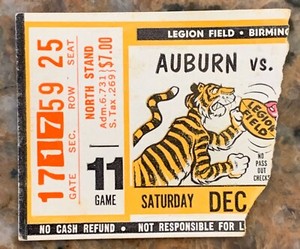 LEGION FIELD • BIRMING
17 17 59 25
GATE SEC. ROW SEAT
NORTH STAND
Adm. 6.731
S. Tax .269
$7.00
11
GAME
AUBURN vs.
LEGION
FIELD
NO
PASS
OUT
CHECKS
SATURDAY DEC
NO CASH REFUND • NOT RESPONSIBLE FOR L